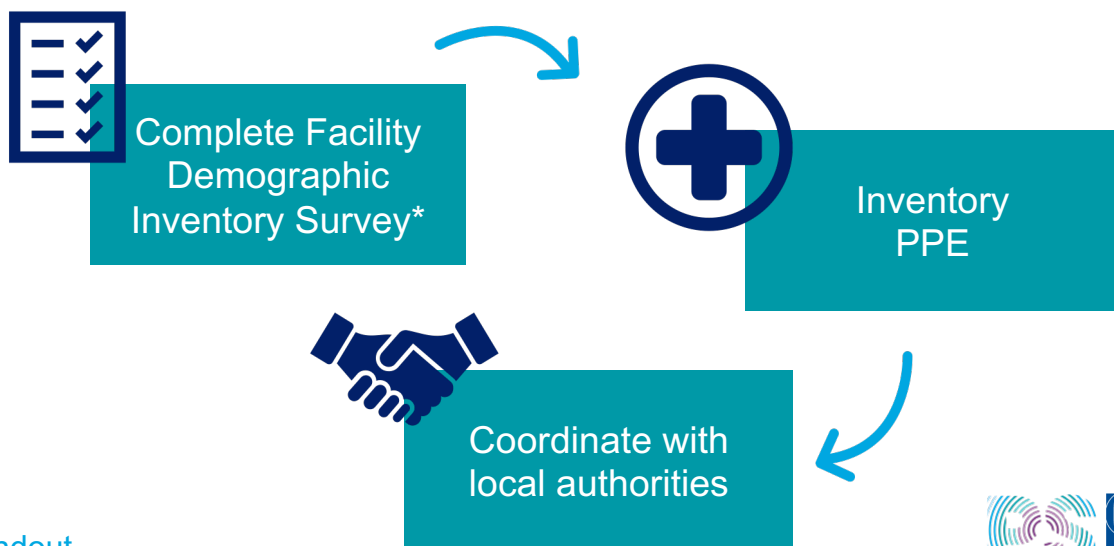 Complete Facility
Demographic
Inventory Survey*
Inventory
PPE
Coordinate with
local authorities